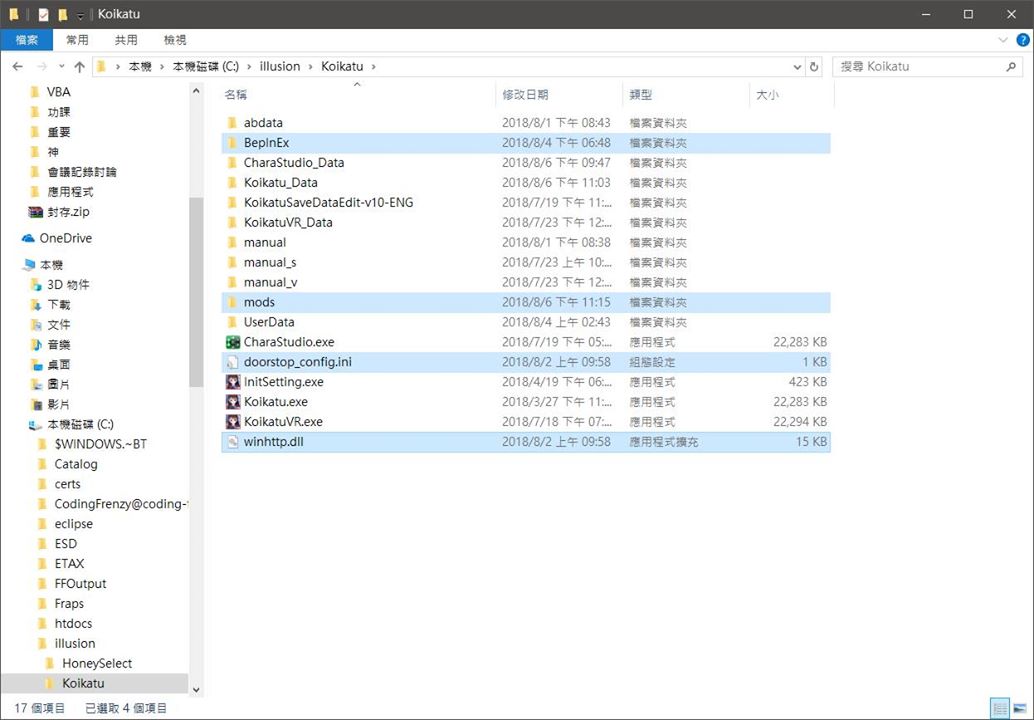 Koikatu
檔案 常用 共用 檢視
本機 › 本機磁碟 (C:) › illusion › Koikatu ›
搜尋 Koikatu
VBA
功課
重要
神
會議記錄討論
應用程式
封存.zip
OneDrive
本機
3D 物件
下載
文件
音樂
桌面
圖片
影片
本機磁碟 (C:)
$WINDOWS.~BT
Catalog
certs
CodingFrenzy@coding-
eclipse
ESD
ETAX
FFOutput
Fraps
htdocs
illusion
HoneySelect
Koikatu
名稱 修改日期 類型 大小
abdata 2018/8/1 下午 08:43 檔案資料夾
BepInEx 2018/8/4 下午 06:48 檔案資料夾
CharaStudio_Data 2018/8/6 下午 09:47 檔案資料夾
Koikatu_Data 2018/8/6 下午 11:03 檔案資料夾
KoikatuSaveDataEdit-v10-ENG 2018/7/19 下午 11:... 檔案資料夾
KoikatuVR_Data 2018/7/23 下午 12:... 檔案資料夾
manual 2018/8/1 下午 08:38 檔案資料夾
manual_s 2018/7/23 上午 10:... 檔案資料夾
manual_v 2018/7/23 下午 12:... 檔案資料夾
mods 2018/8/6 下午 11:15 檔案資料夾
UserData 2018/8/4 上午 02:43 檔案資料夾
CharaStudio.exe 2018/7/19 下午 05:... 應用程式 22,283 KB
doorstop_config.ini 2018/8/2 上午 09:58 組態設定 1 KB
InitSetting.exe 2018/4/19 下午 06:... 應用程式 423 KB
Koikatu.exe 2018/3/27 下午 11:... 應用程式 22,283 KB
KoikatuVR.exe 2018/7/18 下午 07:... 應用程式 22,294 KB
winhttp.dll 2018/8/2 上午 09:58 應用程式擴充 15 KB
17 個項目 已選取 4 個項目